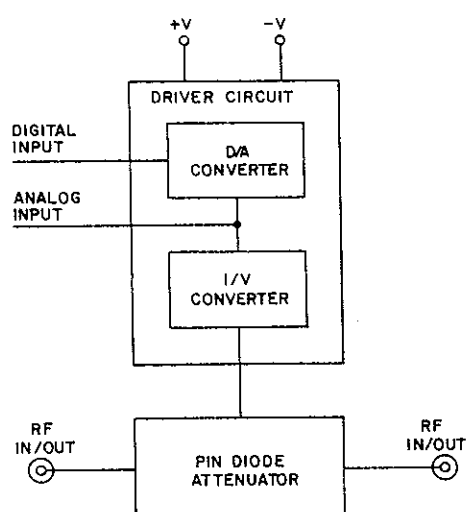 +V
-V
DRIVER CIRCUIT
DIGITAL
INPUT
D/A
CONVERTER
ANALOG
INPUT
I/V
CONVERTER
RF
IN/OUT
PIN DIODE
ATTENUATOR
RF
IN/OUT